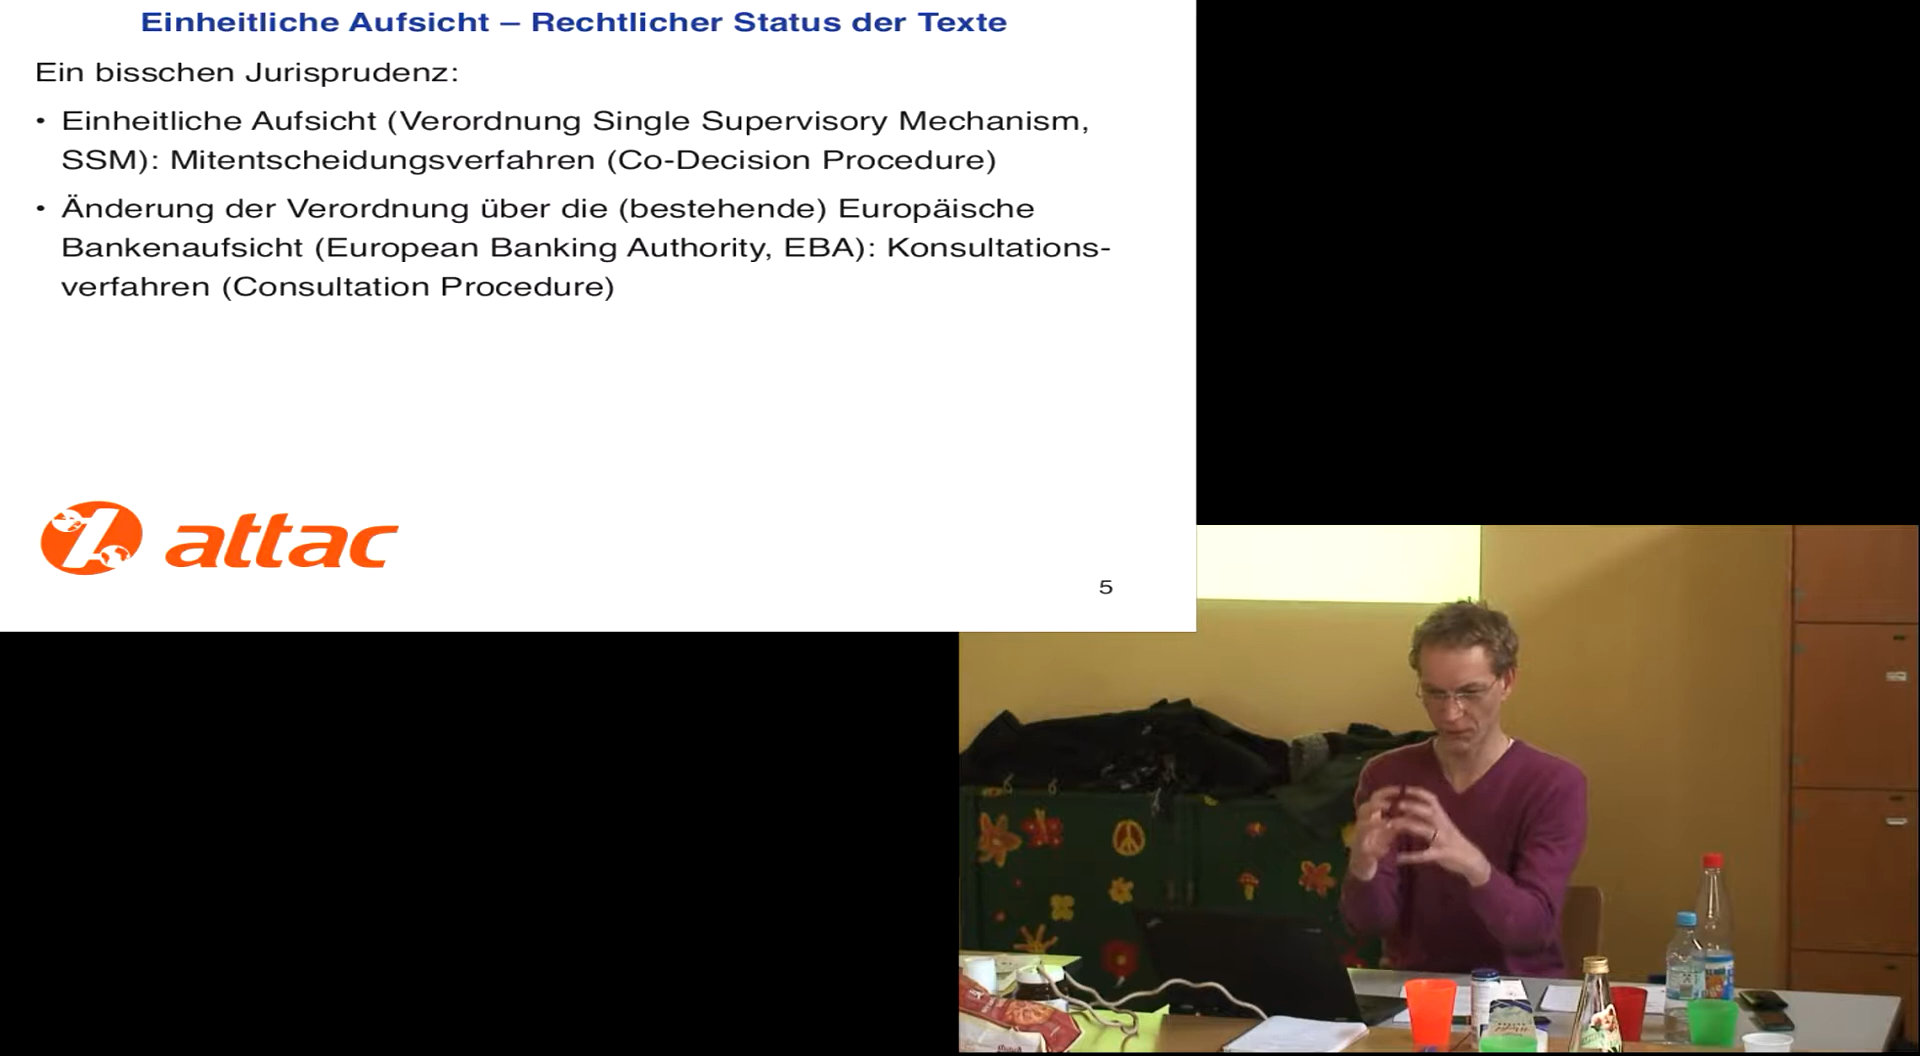 Einheitliche Aufsicht – Rechtlicher Status der Texte
Ein bisschen Jurisprudenz:
• Einheitliche Aufsicht (Verordnung Single Supervisory Mechanism,
SSM): Mitentscheidungsverfahren (Co-Decision Procedure)
• Änderung der Verordnung über die (bestehende) Europäische
Bankenaufsicht (European Banking Authority, EBA): Konsultations-
verfahren (Consultation Procedure)
attac
5